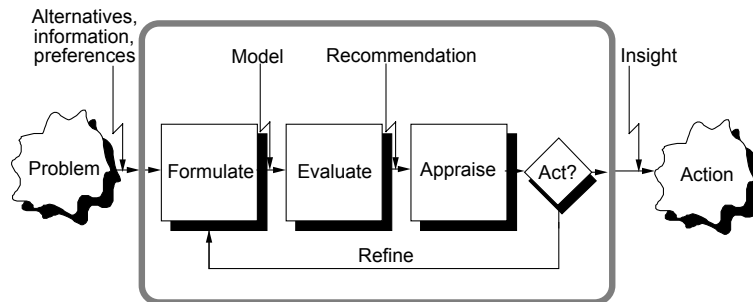 Alternatives,
information,
preferences
Model
Recommendation
Insight
Problem
Formulate
Evaluate
Appraise
Act?
Action
Refine